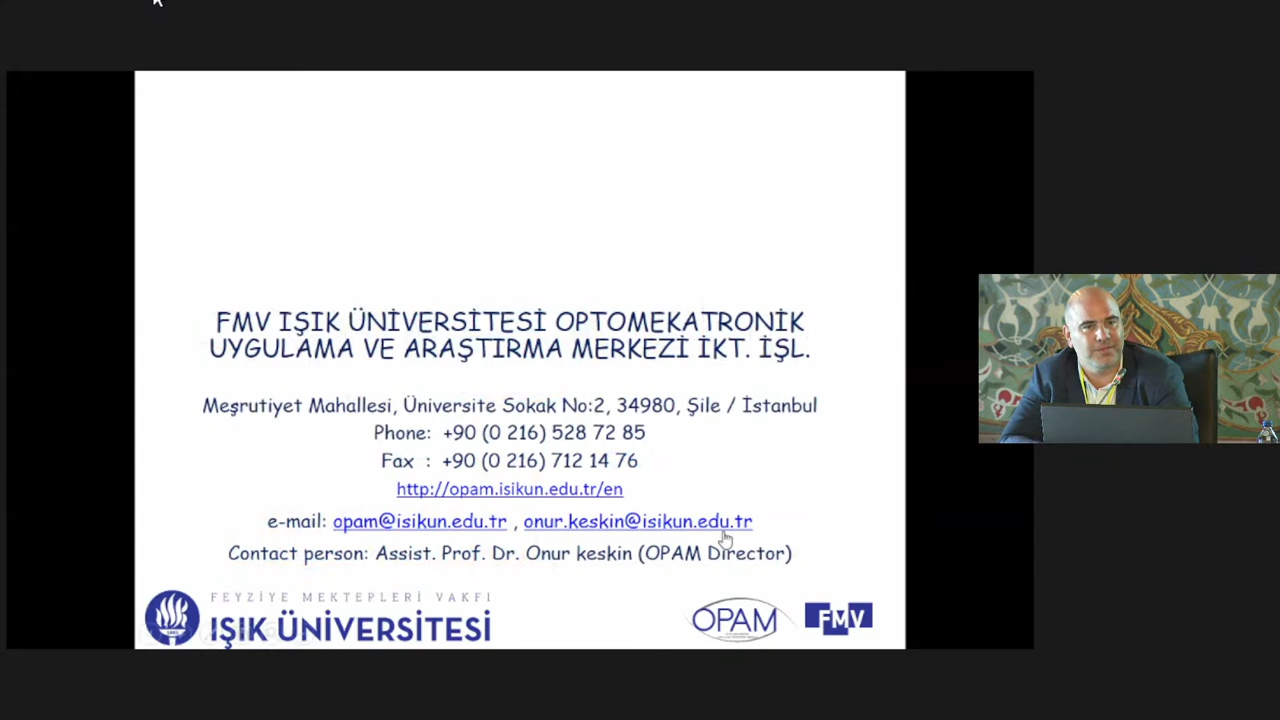 FMV IŞIK ÜNİVERSİTESİ OPTOMEKATRONİK
UYGULAMA VE ARAŞTIRMA MERKEZİ İKT. İŞL.
Meşrutiyet Mahallesi, Üniversite Sokak No:2, 34980, Şile / İstanbul
Phone: +90 (0 216) 528 72 85
Fax : +90 (0 216) 712 14 76
http://opam.isikun.edu.tr/en
e-mail: opam@isikun.edu.tr , onur.keskin@isikun.edu.tr
Contact person: Assist. Prof. Dr. Onur keskin (OPAM Director)
FEYZİYE MEKTEPLERİ VAKFI
IŞIK ÜNİVERSİTESİ
OPAM
FMV